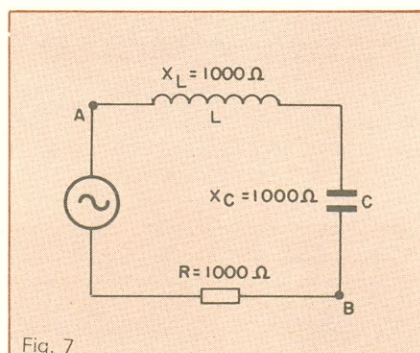 X_L = 1000 Ω
A
L
X_C = 1000 Ω
C
R = 1000 Ω
B
Fig. 7